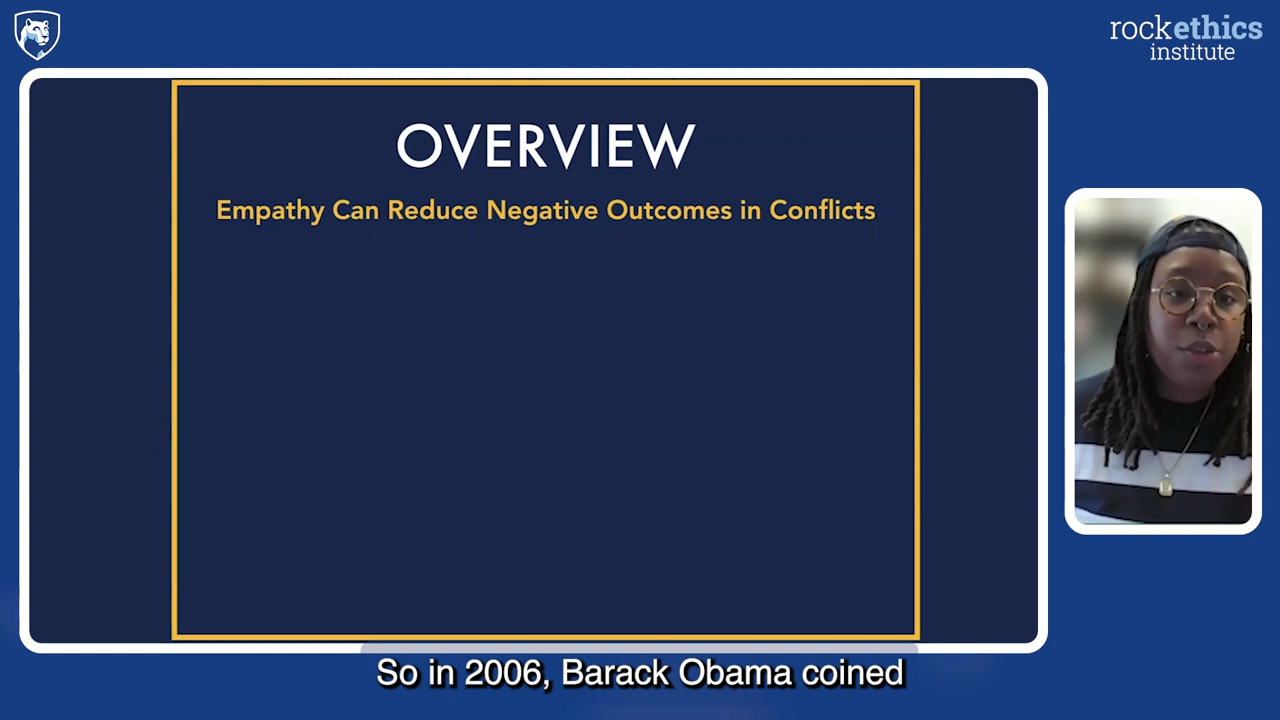 rockethics
institute
OVERVIEW
Empathy Can Reduce Negative Outcomes in Conflicts
So in 2006, Barack Obama coined